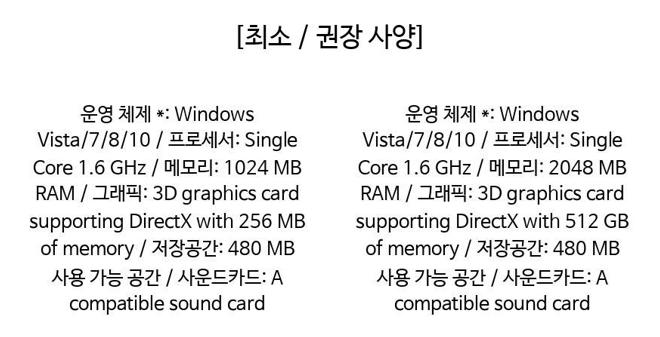 [최소 / 권장 사양]
운영 체제 *: Windows
Vista/7/8/10 / 프로세서: Single
Core 1.6 GHz / 메모리: 1024 MB
RAM / 그래픽: 3D graphics card
supporting DirectX with 256 MB
of memory / 저장공간: 480 MB
사용 가능 공간 / 사운드카드: A
compatible sound card
운영 체제 *: Windows
Vista/7/8/10 / 프로세서: Single
Core 1.6 GHz / 메모리: 2048 MB
RAM / 그래픽: 3D graphics card
supporting DirectX with 512 GB
of memory / 저장공간: 480 MB
사용 가능 공간 / 사운드카드: A
compatible sound card